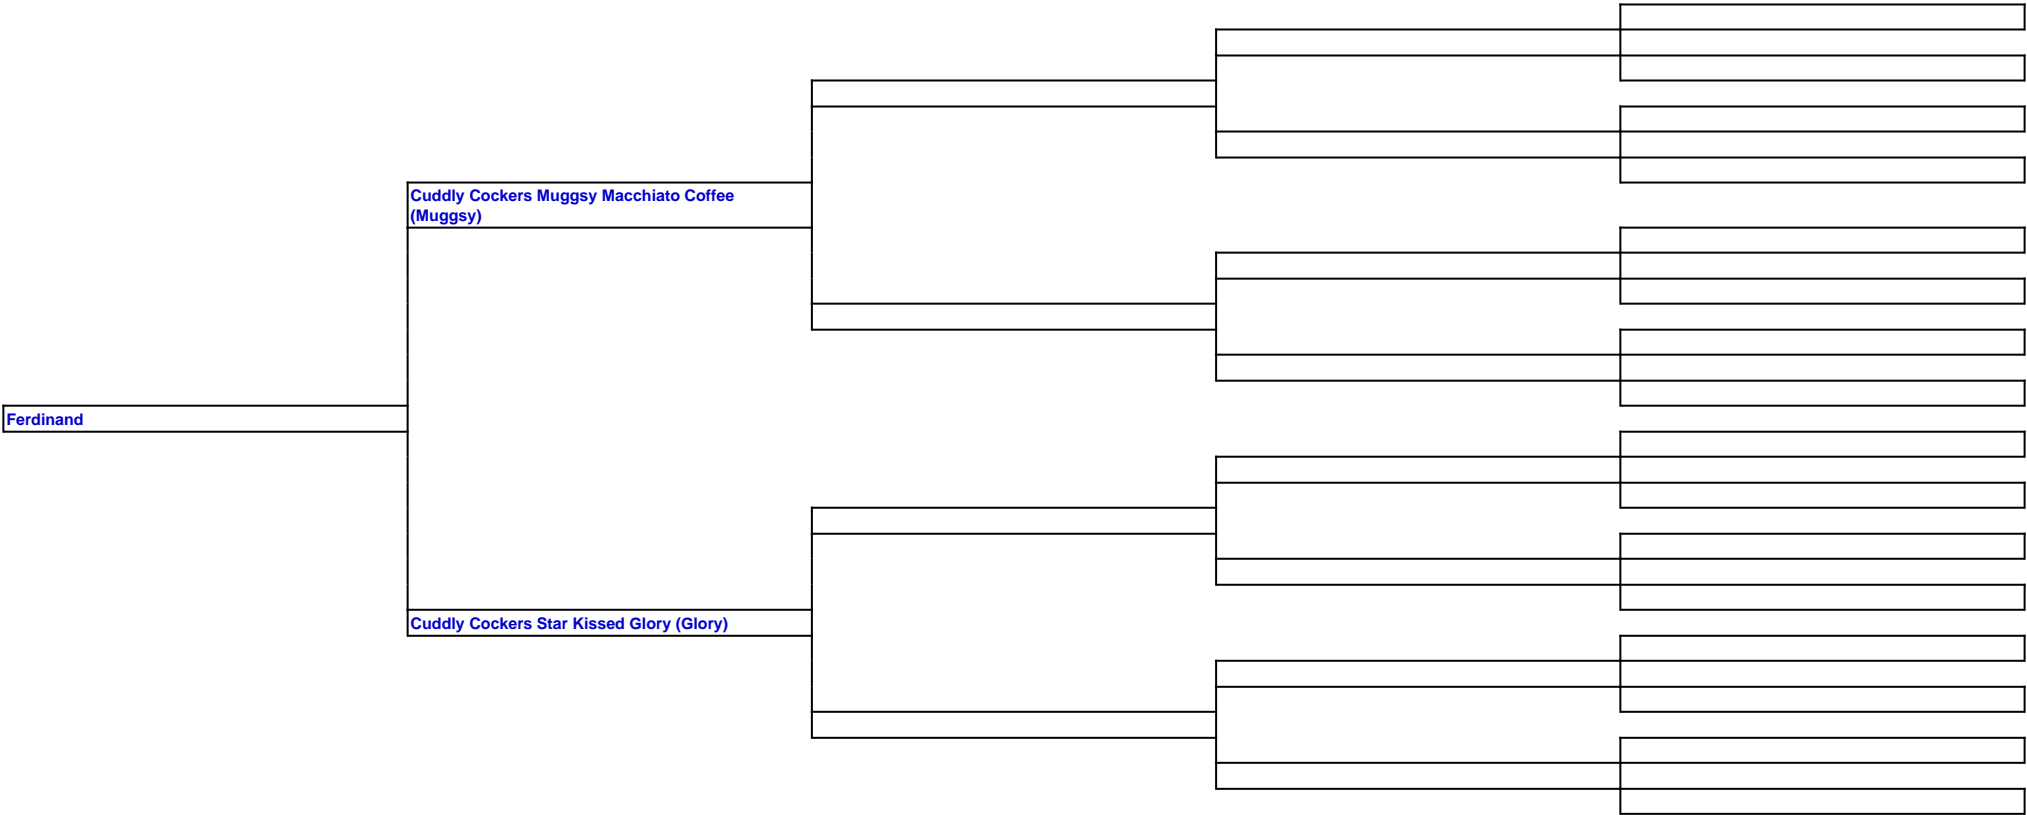 Cuddly Cockers Muggsy Macchiato Coffee
(Muggsy)
Ferdinand
Cuddly Cockers Star Kissed Glory (Glory)